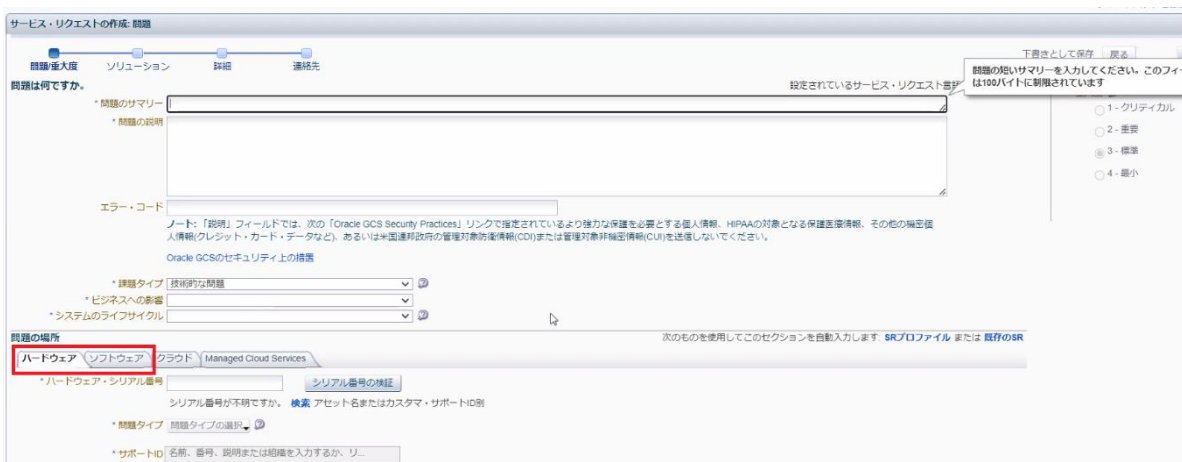 サービス・リクエストの作成: 問題
問題/重大度 ソリューション 詳細 連絡先
下書きとして保存 戻る
問題は何ですか。
設定されているサービス・リクエスト言語
問題の短いサマリーを入力してください。このフィー
は100バイトに制限されています
* 問題のサマリー
* 問題の説明
1 - クリティカル
2 - 重要
3 - 標準
4 - 最小
エラー・コード
ノート: 「説明」フィールドでは、次の「Oracle GCS Security Practices」リンクで指定されているより強力な保護を必要とする個人情報、HIPAAの対象となる保護医療情報、その他の機密個
人情報(クレジット・カード・データなど)、あるいは米国連邦政府の管理対象防衛情報(CDI)または管理対象非機密情報(CUI)を送信しないでください。
Oracle GCSのセキュリティ上の措置
* 課題タイプ 技術的な問題
* ビジネスへの影響
* システムのライフサイクル
問題の場所
次のものを使用してこのセクションを自動入力します: SRプロファイル または 既存のSR
ハードウェア ソフトウェア クラウド Managed Cloud Services
* ハードウェア・シリアル番号 シリアル番号の検証
シリアル番号が不明ですか。 検索 アセット名またはカスタマ・サポートID別
* 問題タイプ 問題タイプの選択
* サポートID 名前、番号、説明または組織を入力するか、リ...